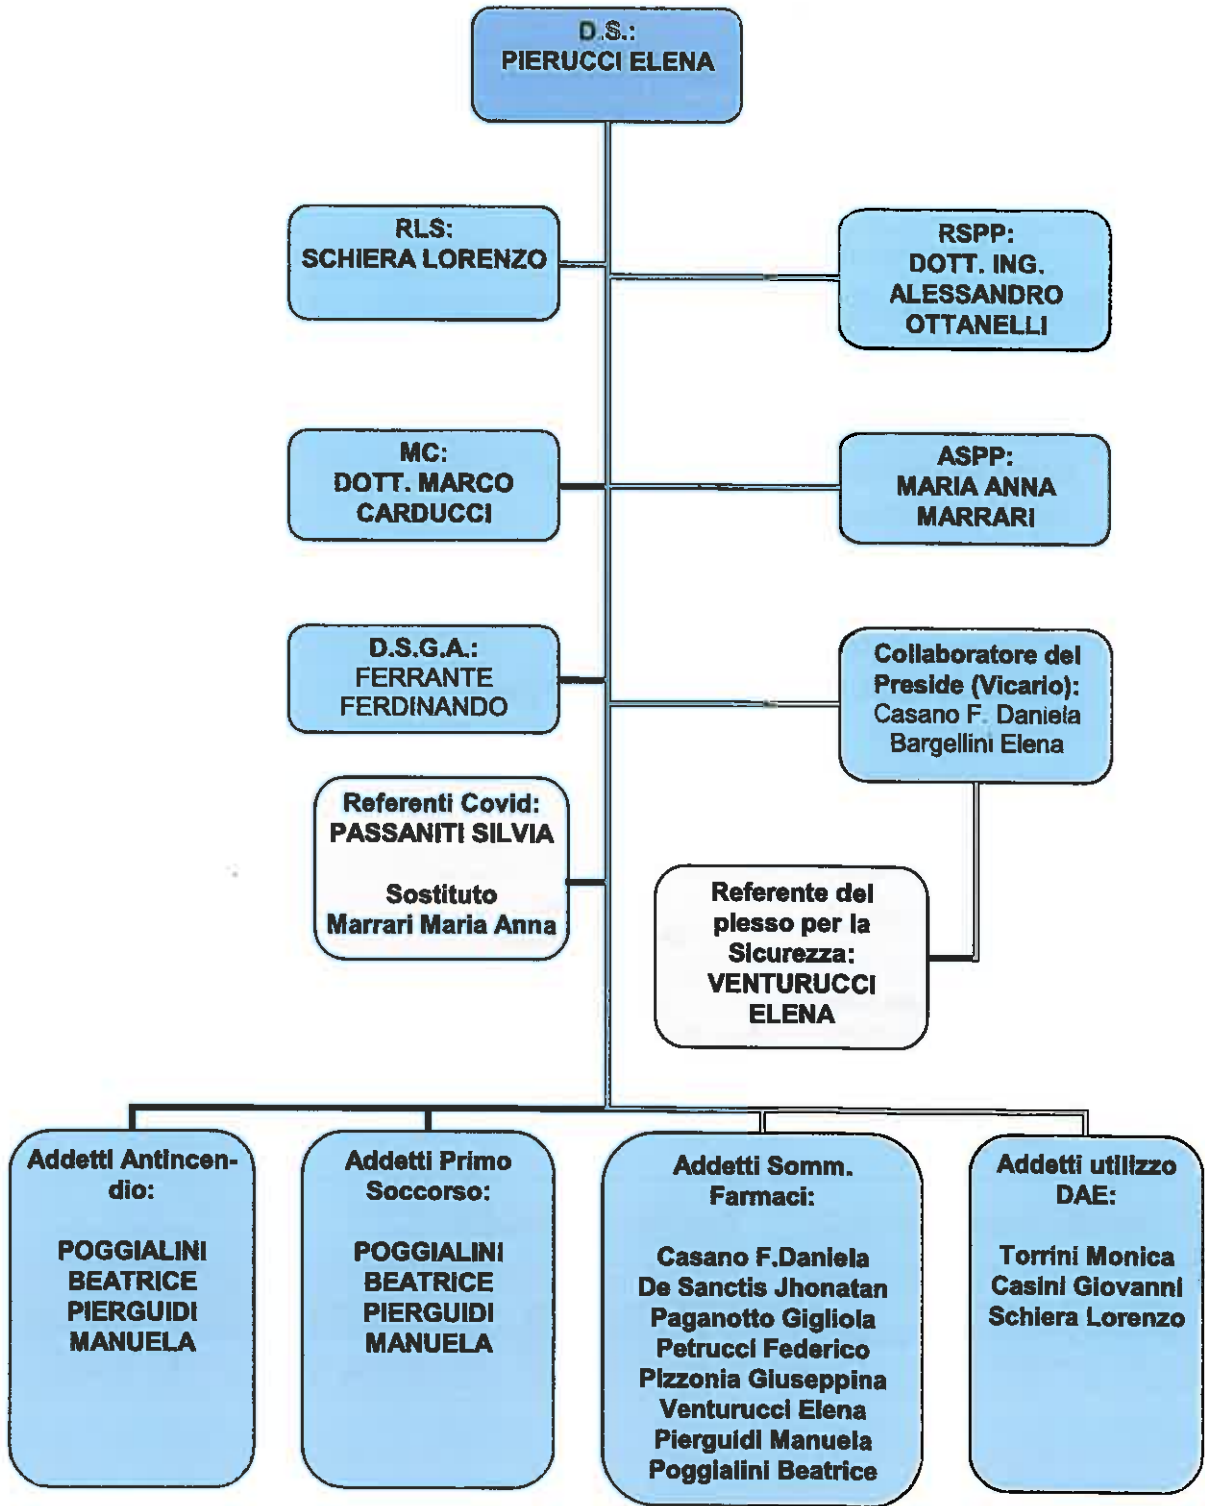 D.S.:
PIERUCCI ELENA
RLS:
SCHIERA LORENZO
RSPP:
DOTT. ING.
ALESSANDRO
OTTANELLI
MC:
DOTT. MARCO
CARDUCCI
ASPP:
MARIA ANNA
MARRARI
D.S.G.A.:
FERRANTE
FERDINANDO
Collaboratore del
Preside (Vicario):
Casano F. Daniela
Bargellini Elena
Referenti Covid:
PASSANITI SILVIA
Sostituto
Marrari Maria Anna
Referente del
plesso per la
Sicurezza:
VENTURUCCI
ELENA
Addetti Antincen-
dio:
POGGIALINI
BEATRICE
PIERGUIDI
MANUELA
Addetti Primo
Soccorso:
POGGIALINI
BEATRICE
PIERGUIDI
MANUELA
Addetti Somm.
Farmaci:
Casano F.Daniela
De Sanctis Jhonatan
Paganotto Gigliola
Petrucci Federico
Pizzonia Giuseppina
Venturucci Elena
Pierguidi Manuela
Poggialini Beatrice
Addetti utilizzo
DAE:
Torrini Monica
Casini Giovanni
Schiera Lorenzo